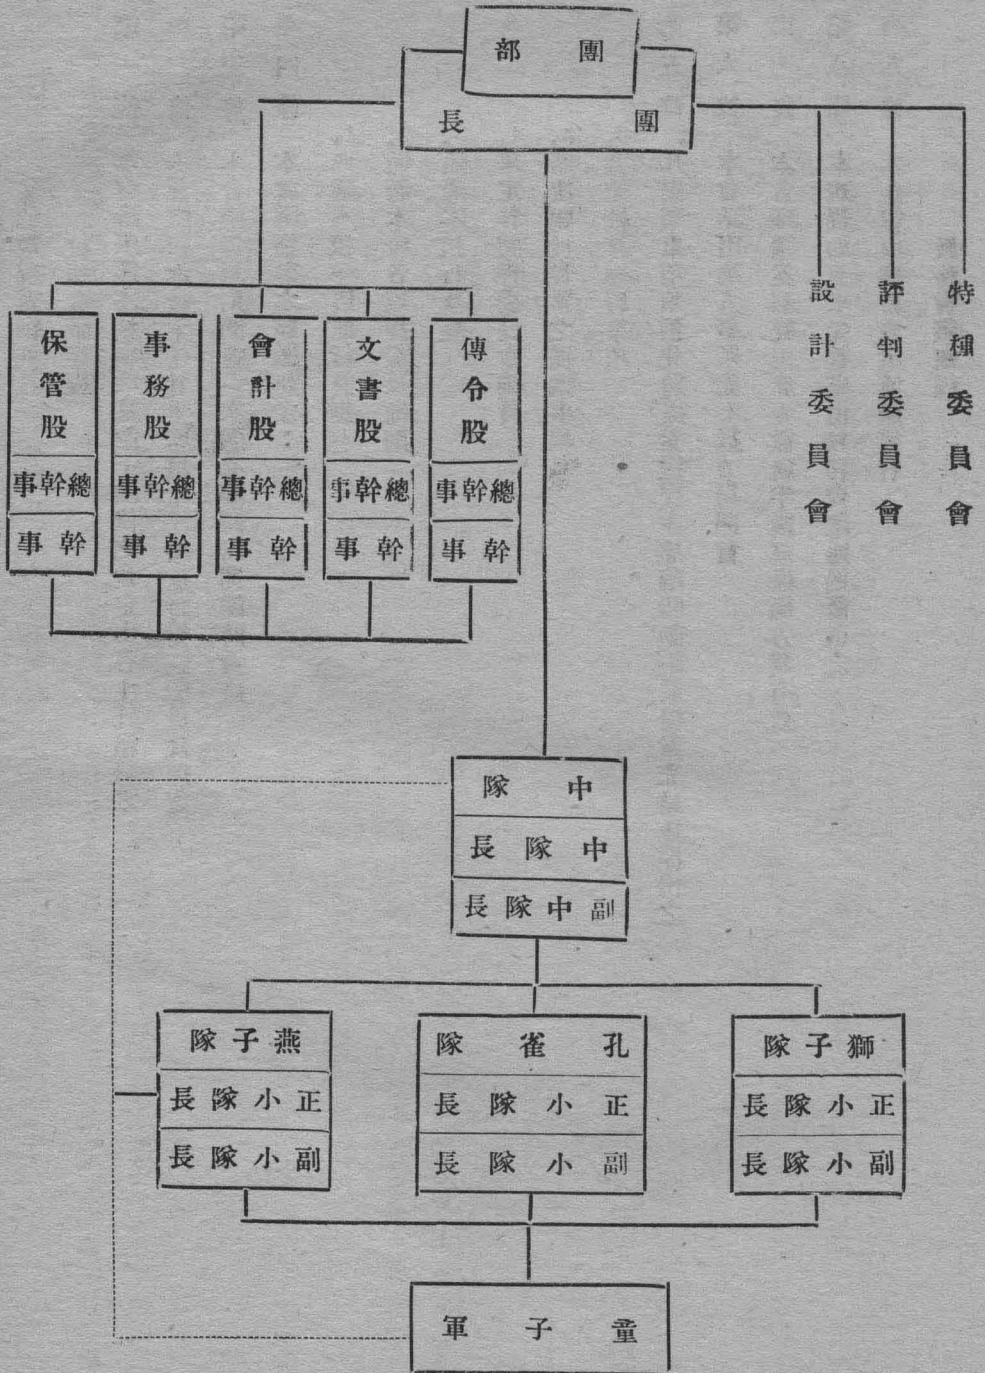 團部
團長
特種委員會
評判委員會
設計委員會
傳令股
總幹事
幹事
文書股
總幹事
幹事
會計股
總幹事
幹事
事務股
總幹事
幹事
保管股
總幹事
幹事
中隊
中隊長
副中隊長
獅子隊
正小隊長
副小隊長
孔雀隊
正小隊長
副小隊長
燕子隊
正小隊長
副小隊長
童子軍